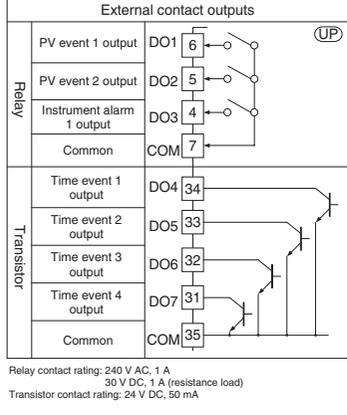 External contact outputs
UP
Relay
PV event 1 output DO1 6
PV event 2 output DO2 5
Instrument alarm
1 output DO3 4
Common COM 7
Transistor
Time event 1
output DO4 34
Time event 2
output DO5 33
Time event 3
output DO6 32
Time event 4
output DO7 31
Common COM 35
Relay contact rating: 240 V AC, 1 A
30 V DC, 1 A (resistance load)
Transistor contact rating: 24 V DC, 50 mA